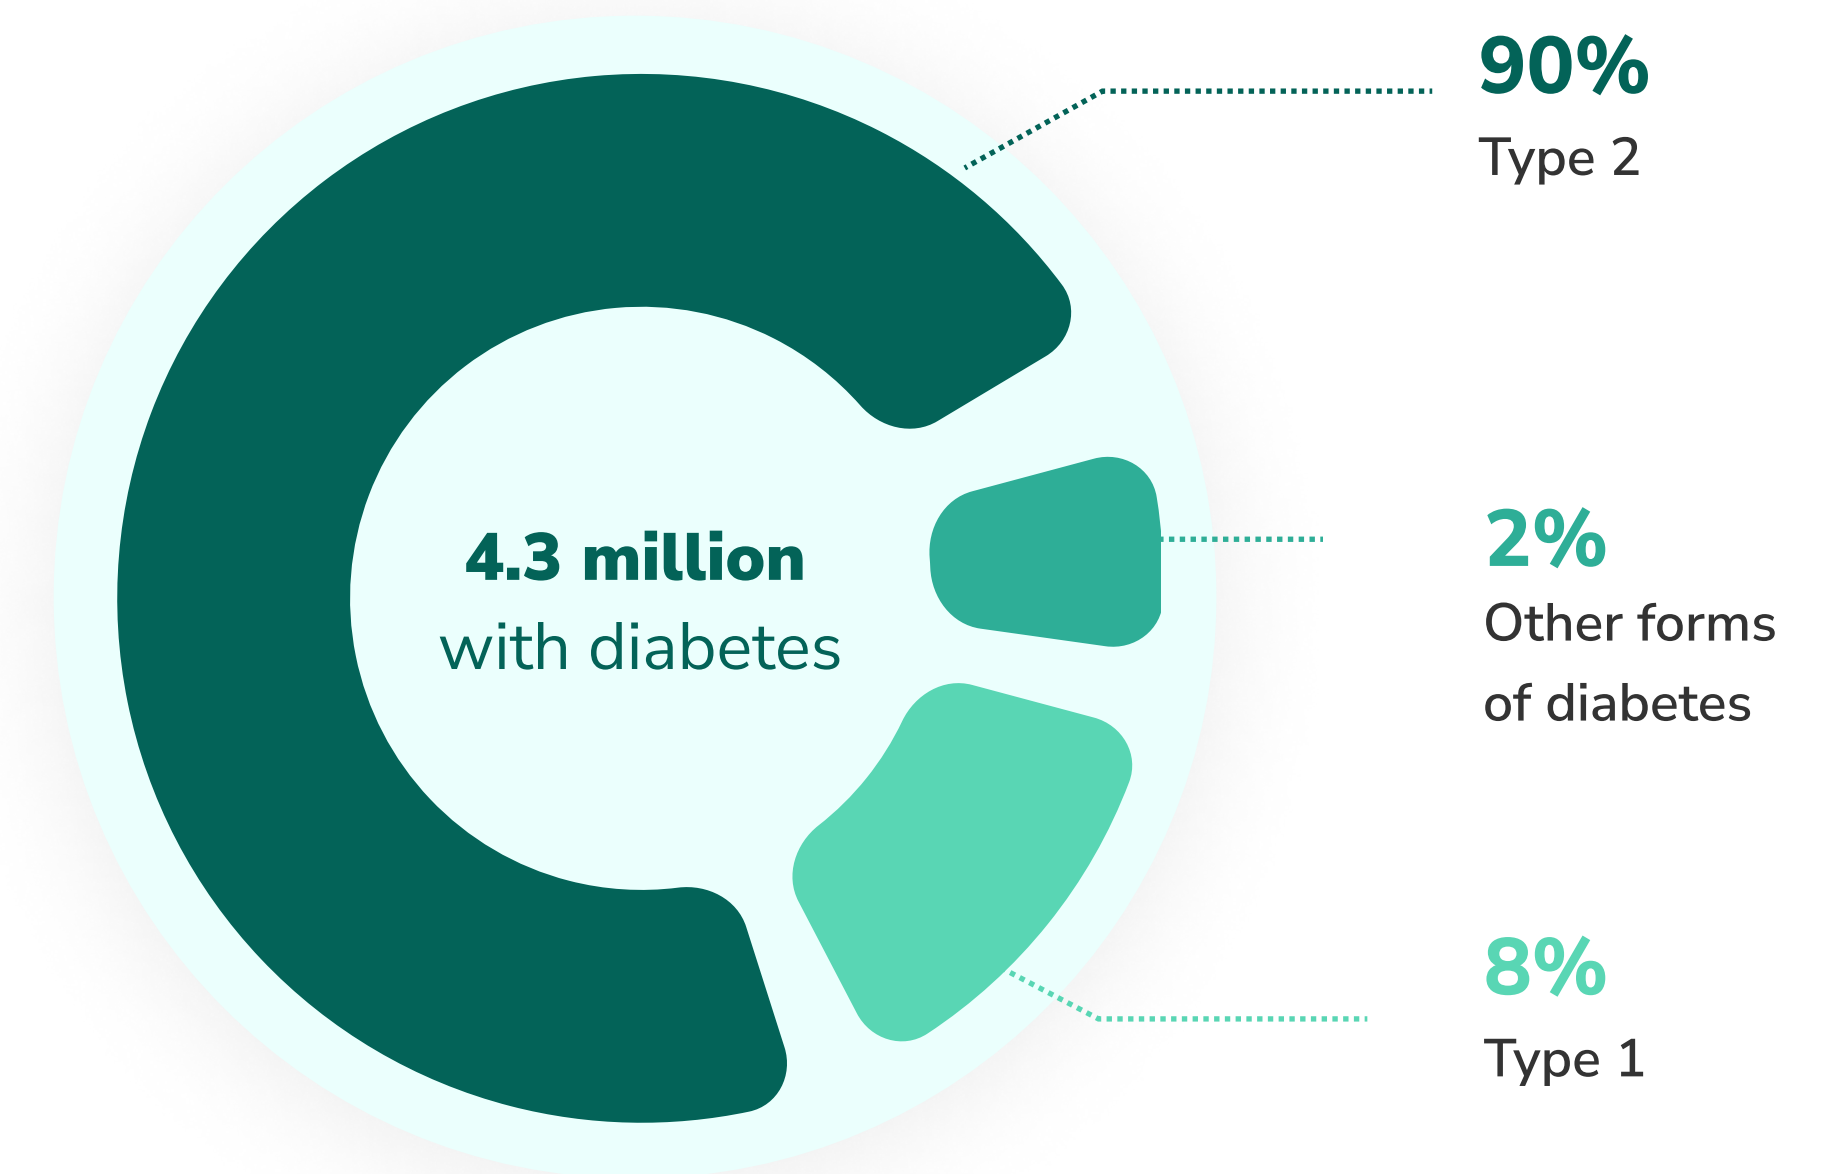 90%
Type 2
4.3 million
with diabetes
2%
Other forms
of diabetes
8%
Type 1